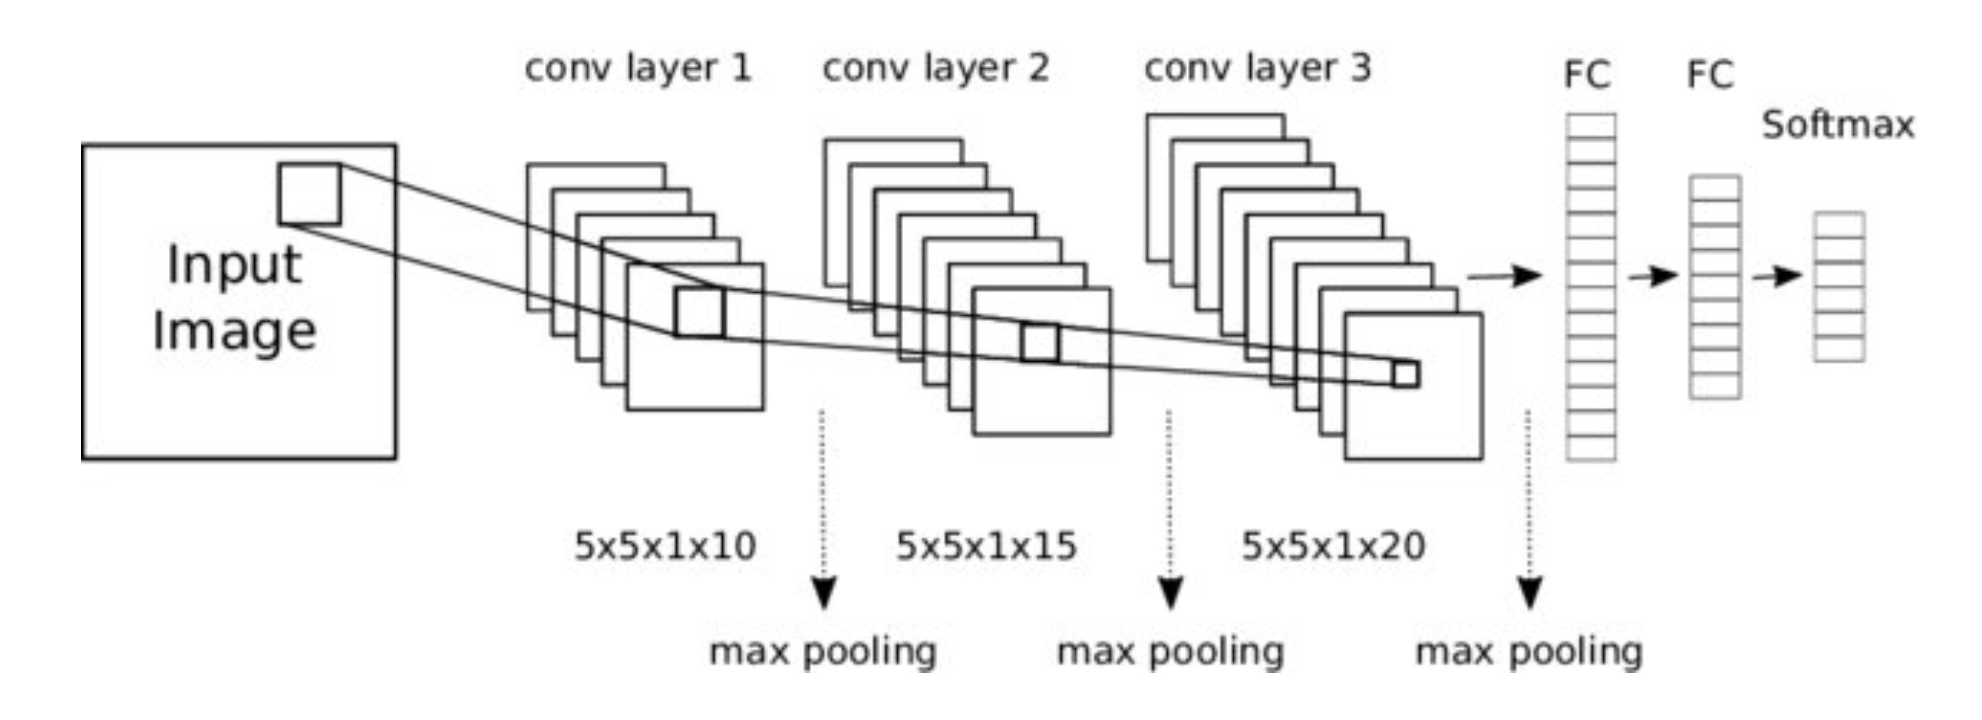 conv layer 1
conv layer 2
conv layer 3
FC
FC
Softmax
Input
Image
5x5x1x10
5x5x1x15
5x5x1x20
max pooling
max pooling
max pooling